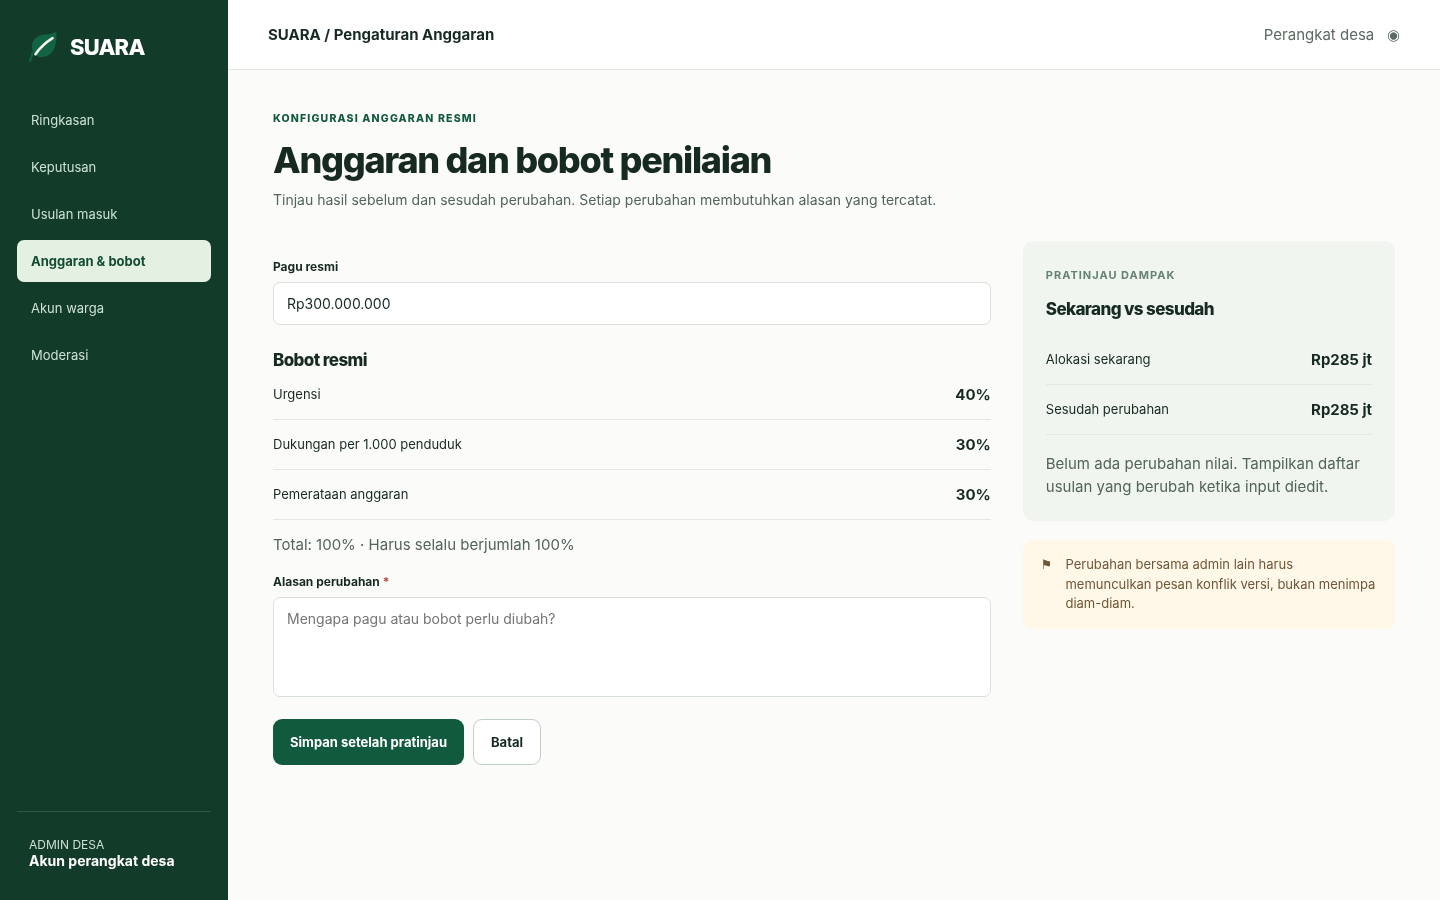 SUARA
Ringkasan
Keputusan
Usulan masuk
Anggaran & bobot
Akun warga
Moderasi
ADMIN DESA
Akun perangkat desa
SUARA / Pengaturan Anggaran
Perangkat desa
KONFIGURASI ANGGARAN RESMI
Anggaran dan bobot penilaian
Tinjau hasil sebelum dan sesudah perubahan. Setiap perubahan membutuhkan alasan yang tercatat.
Pagu resmi
Rp300.000.000
Bobot resmi
Urgensi 40%
Dukungan per 1.000 penduduk 30%
Pemerataan anggaran 30%
Total: 100% · Harus selalu berjumlah 100%
Alasan perubahan *
Mengapa pagu atau bobot perlu diubah?
Simpan setelah pratinjau
Batal
PRATINJAU DAMPAK
Sekarang vs sesudah
Alokasi sekarang Rp285 jt
Sesudah perubahan Rp285 jt
Belum ada perubahan nilai. Tampilkan daftar
usulan yang berubah ketika input diedit.
Perubahan bersama admin lain harus
memunculkan pesan konflik versi, bukan menimpa
diam-diam.